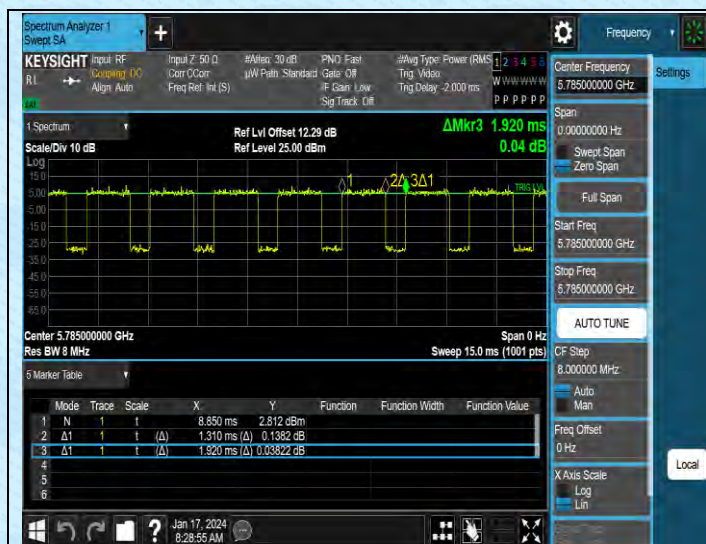 Spectrum Analyzer 1
Swept SA
+
Frequency
KEYSIGHT Input: RF Input Z: 50 Ω #Atten: 30 dB PNO: Fast #Avg Type: Power (RMS 1 2 3 4 5 6
RL Coupling: DC Corr CCorr µW Path: Standard Gate: Off Trig: Video W W W W W W
Align: Auto Freq Ref: Int (S) IF Gain: Low Trig Delay: -2.000 ms
Sig Track: Off P P P P P P
1 Spectrum
Ref Lvl Offset 12.29 dB ΔMkr3 1.920 ms
Scale/Div 10 dB Ref Level 25.00 dBm 0.04 dB
Log
15.0
5.00
-5.00
-15.0
-25.0
-35.0
-45.0
-55.0
-65.0
1 2Δ 3Δ1
TRIG LVL
Center 5.785000000 GHz Span 0 Hz
Res BW 8 MHz Sweep 15.0 ms (1001 pts)
5 Marker Table
Mode Trace Scale X Y Function Function Width Function Value
1 N 1 t 8.850 ms 2.812 dBm
2 Δ1 1 t (Δ) 1.310 ms (Δ) 0.1382 dB
3 Δ1 1 t (Δ) 1.920 ms (Δ) 0.03822 dB
4
5
6
?
Jan 17, 2024
8:28:55 AM
Center Frequency
5.785000000 GHz
Span
0.00000000 Hz
Swept Span
Zero Span
Full Span
Start Freq
5.785000000 GHz
Stop Freq
5.785000000 GHz
AUTO TUNE
CF Step
8.000000 MHz
Auto
Man
Freq Offset
0 Hz
X Axis Scale
Log
Lin
Settings
Local